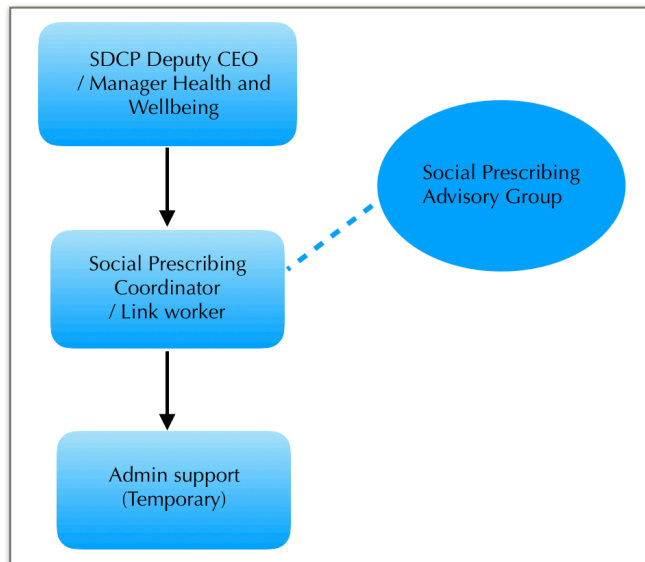 SDCP Deputy CEO
/ Manager Health and
Wellbeing
Social Prescribing
Advisory Group
Social Prescribing
Coordinator
/ Link worker
Admin support
(Temporary)